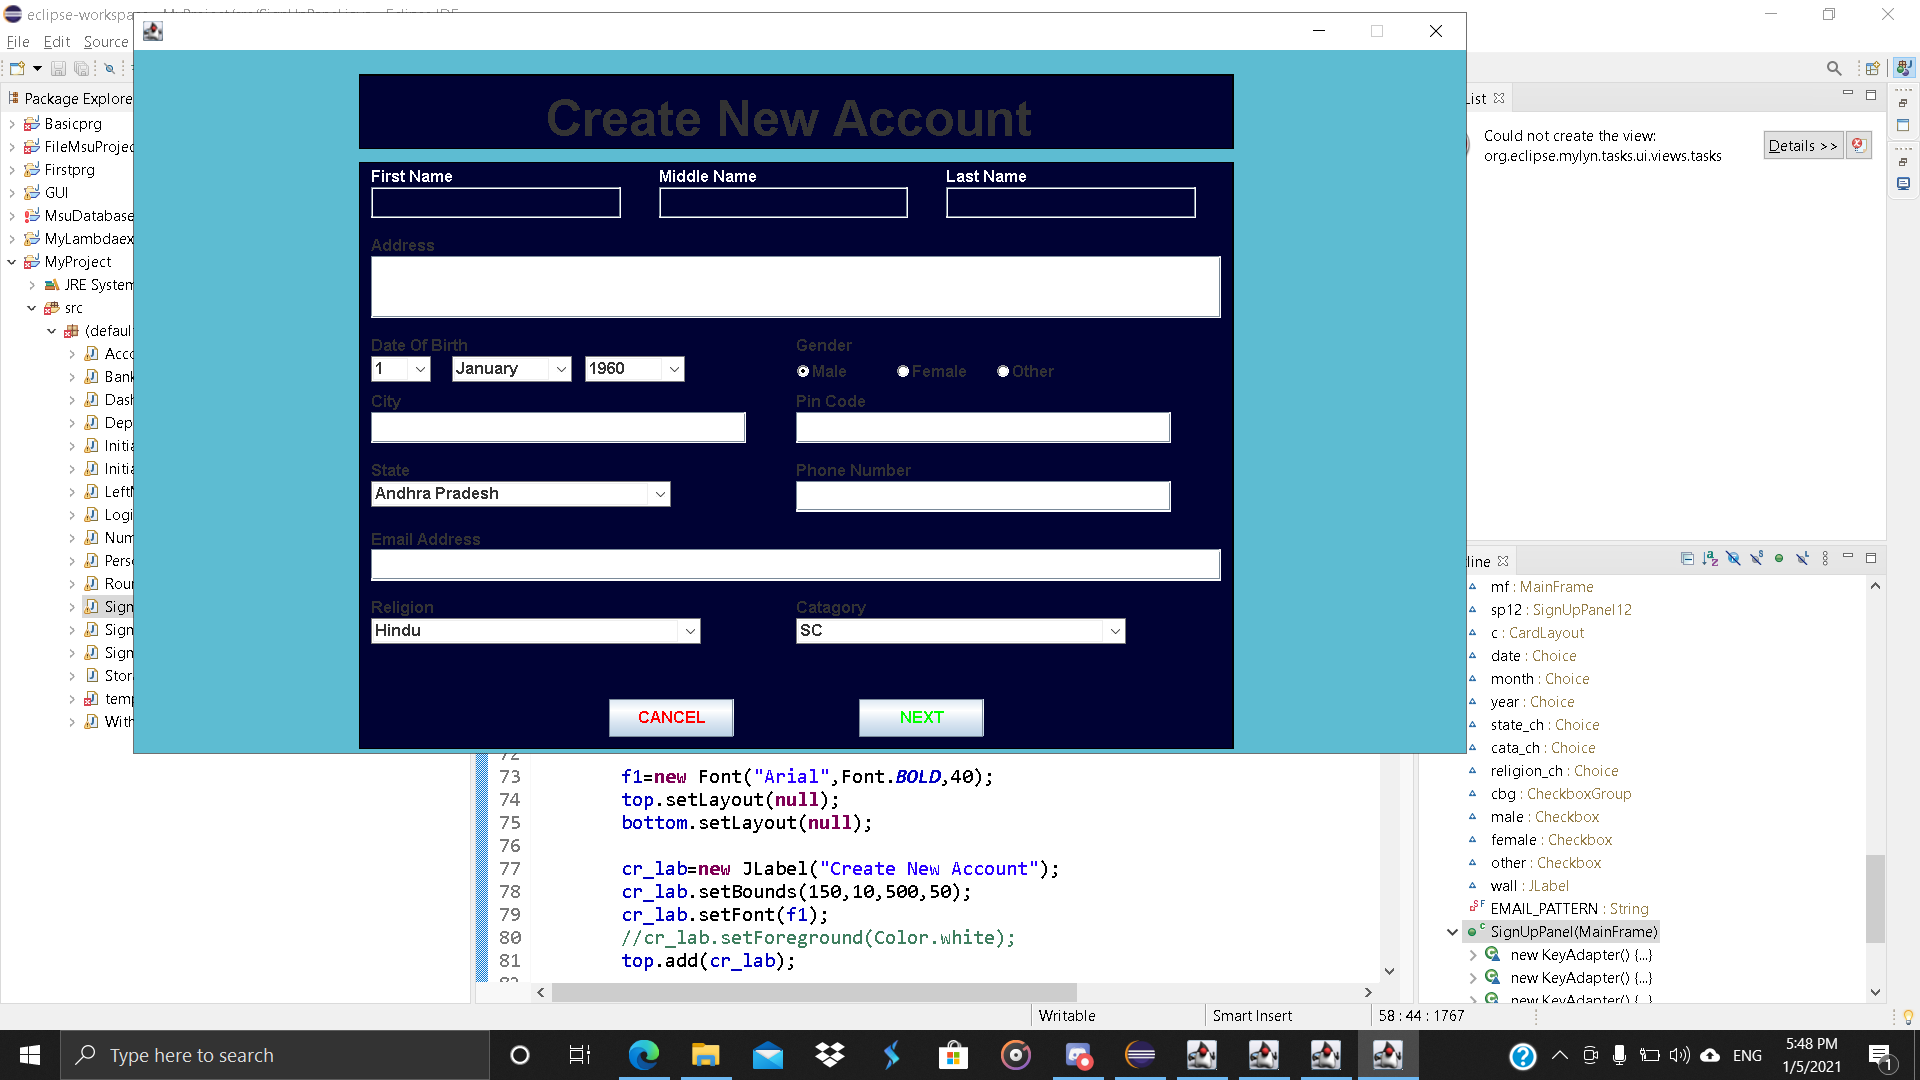 eclipse-workspa
File Edit Source
Package Explore
Basicprg
FileMsuProjec
Firstprg
GUI
MsuDatabase
MyLambdaex
MyProject
JRE System
src
(defaul
Acco
Bank
Dash
Dep
Initia
Initia
LeftM
Logi
Num
Perso
Roun
Sign
Sign
Sign
Stora
temp
With
Create New Account
First Name Middle Name Last Name
Address
Date Of Birth Gender
1 January 1960 Male Female Other
City Pin Code
State Phone Number
Andhra Pradesh
Email Address
Religion Catagory
Hindu SC
CANCEL NEXT
72
73 f1=new Font("Arial",Font.BOLD,40);
74 top.setLayout(null);
75 bottom.setLayout(null);
76
77 cr_lab=new JLabel("Create New Account");
78 cr_lab.setBounds(150,10,500,50);
79 cr_lab.setFont(f1);
80 //cr_lab.setForeground(Color.white);
81 top.add(cr_lab);
List
Could not create the view:
org.eclipse.mylyn.tasks.ui.views.tasks
Details >>
line
mf : MainFrame
sp12 : SignUpPanel12
c : CardLayout
date : Choice
month : Choice
year : Choice
state_ch : Choice
cata_ch : Choice
religion_ch : Choice
cbg : CheckboxGroup
male : Checkbox
female : Checkbox
other : Checkbox
wall : JLabel
EMAIL_PATTERN : String
SignUpPanel(MainFrame)
new KeyAdapter() {...}
new KeyAdapter() {...}
new KeyAdapter() {...}
Writable Smart Insert 58 : 44 : 1767
Type here to search
ENG
5:48 PM
1/5/2021
1